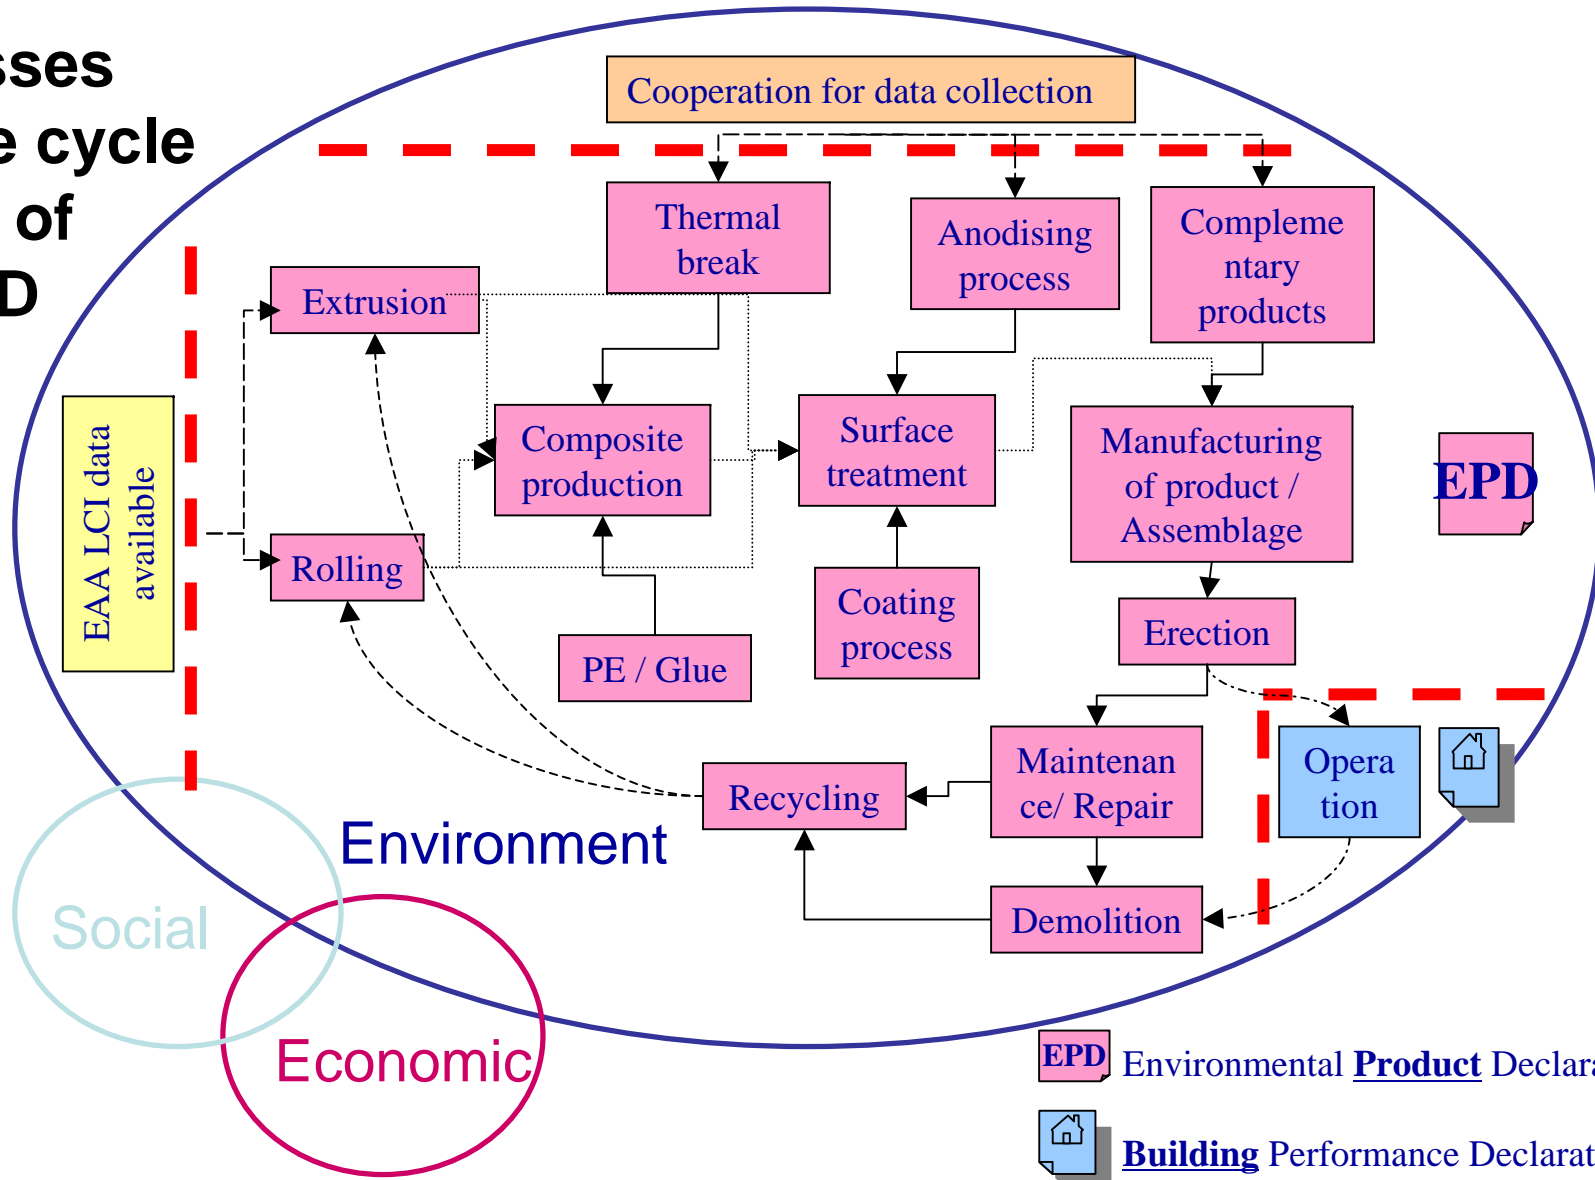 sses
e cycle
of
D
Cooperation for data collection
Thermal
break
Anodising
process
Compleme
ntary
products
Extrusion
EAA LCI data
available
Composite
production
Surface
treatment
Manufacturing
of product /
Assemblage
EPD
Rolling
PE / Glue
Coating
process
Erection
Recycling
Maintenan
ce/ Repair
Opera
tion
Demolition
Environment
Social
Economic
EPD Environmental Product Declara
Building Performance Declarat